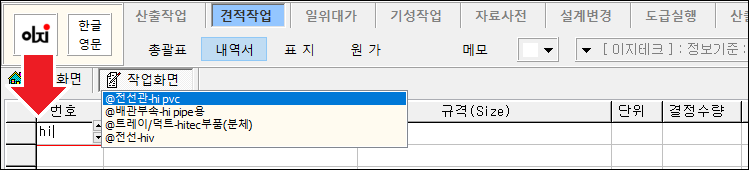 이지
한글
영문
산출작업 견적작업 일위대가 기성작업 자료사전 설계변경 도급실행
총괄표 내역서 표 지 원 가 메모 [ 이지테크 ] : 정보기준 :
화면 작업화면
번호 규격(Size) 단위 결정수량
hi
@전선관-hi pvc
@배관부속-hi pipe용
@트레이/덕트-hitec부품(분체)
@전선-hiv